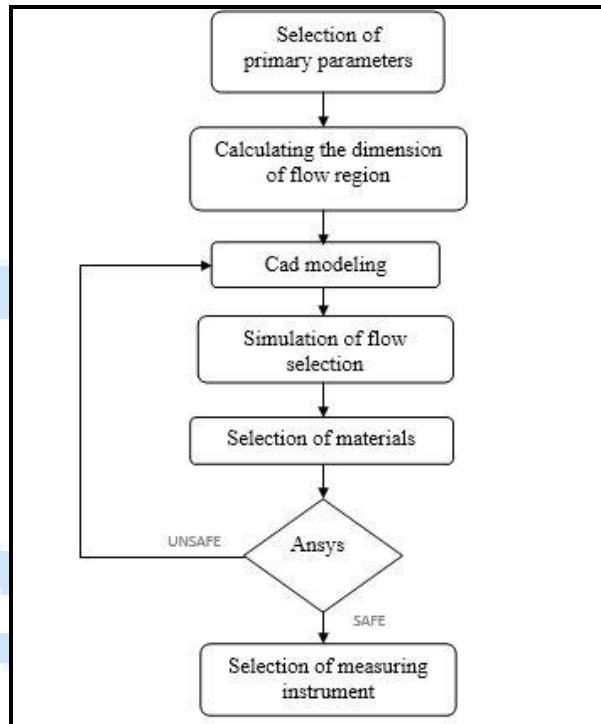 Selection of
primary parameters
Calculating the dimension
of flow region
Cad modeling
Simulation of flow
selection
Selection of materials
UNSAFE
Ansys
SAFE
Selection of measuring
instrument